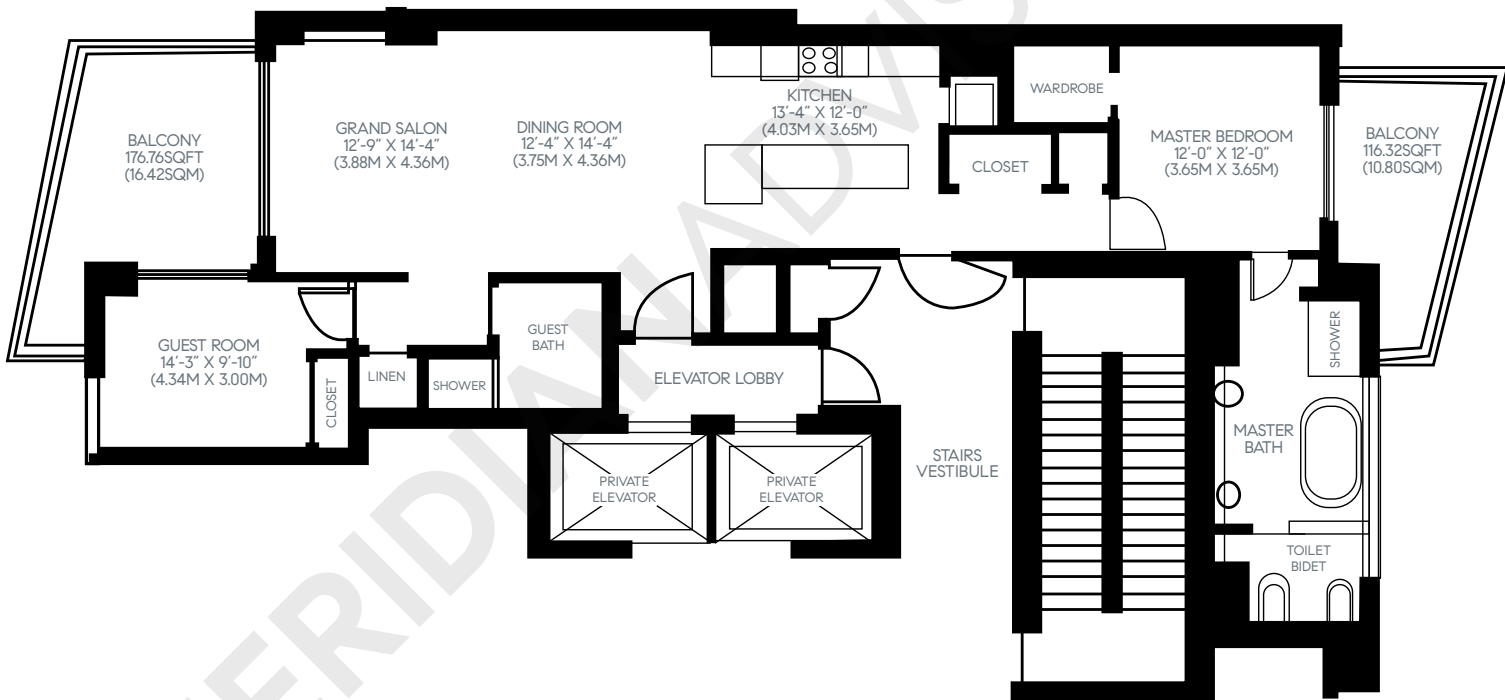 BALCONY
176.76SQFT
(16.42SQM)
GRAND SALON
12'-9" X 14'-4"
(3.88M X 4.36M)
DINING ROOM
12'-4" X 14'-4"
(3.75M X 4.36M)
KITCHEN
13'-4" X 12'-0"
(4.03M X 3.65M)
WARDROBE
CLOSET
MASTER BEDROOM
12'-0" X 12'-0"
(3.65M X 3.65M)
BALCONY
116.32SQFT
(10.80SQM)
GUEST ROOM
14'-3" X 9'-10"
(4.34M X 3.00M)
CLOSET
LINEN
SHOWER
GUEST
BATH
ELEVATOR LOBBY
PRIVATE
ELEVATOR
PRIVATE
ELEVATOR
STAIRS
VESTIBULE
SHOWER
MASTER
BATH
TOILET
BIDET
ERIDIANADVIS